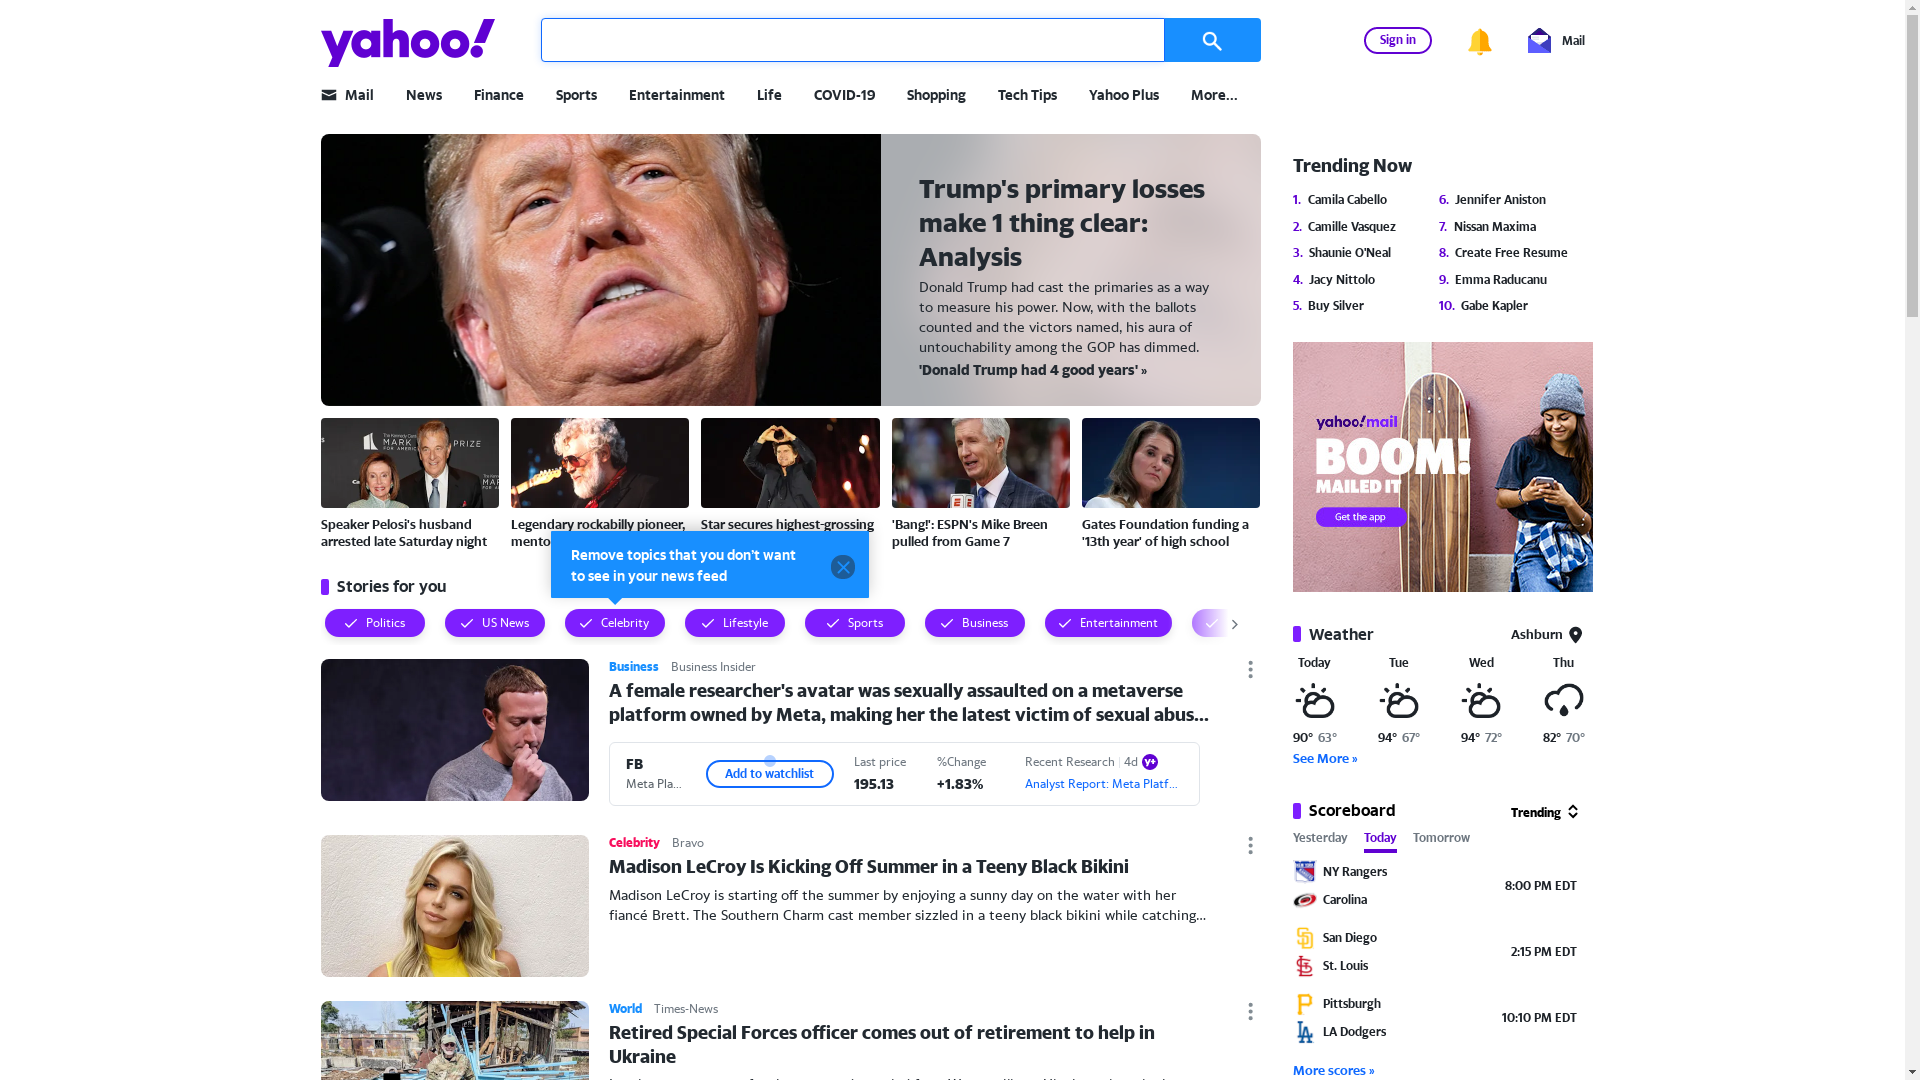 yahoo!
Sign in
Mail
Mail News Finance Sports Entertainment Life COVID-19 Shopping Tech Tips Yahoo Plus More...
Trump's primary losses
make 1 thing clear:
Analysis
Donald Trump had cast the primaries as a way
to measure his power. Now, with the ballots
counted and the victors named, his aura of
untouchability among the GOP has dimmed.
'Donald Trump had 4 good years' »
Speaker Pelosi's husband
arrested late Saturday night
Legendary rockabilly pioneer,
Star secures highest-grossing
'Bang!': ESPN's Mike Breen
pulled from Game 7
Gates Foundation funding a
'13th year' of high school
Remove topics that you don't want
to see in your news feed
Stories for you
Politics
US News
Celebrity
Lifestyle
Sports
Business
Entertainment
Business Business Insider
A female researcher's avatar was sexually assaulted on a metaverse
platform owned by Meta, making her the latest victim of sexual abus...
FB
Meta Pla...
Add to watchlist
Last price
195.13
%Change
+1.83%
Recent Research | 4d y+
Analyst Report: Meta Platf...
Celebrity Bravo
Madison LeCroy Is Kicking Off Summer in a Teeny Black Bikini
Madison LeCroy is starting off the summer by enjoying a sunny day on the water with her
fiancé Brett. The Southern Charm cast member sizzled in a teeny black bikini while catching...
World Times-News
Retired Special Forces officer comes out of retirement to help in
Ukraine
Trending Now
1. Camila Cabello
2. Camille Vasquez
3. Shaunie O'Neal
4. Jacy Nittolo
5. Buy Silver
6. Jennifer Aniston
7. Nissan Maxima
8. Create Free Resume
9. Emma Raducanu
10. Gabe Kapler
yahoo!mail
BOOM!
MAILED IT
Get the app
Weather
Ashburn
Today Tue Wed Thu
90° 63° 94° 67° 94° 72° 82° 70°
See More »
Scoreboard
Trending
Yesterday Today Tomorrow
NY Rangers
Carolina
8:00 PM EDT
San Diego
St. Louis
2:15 PM EDT
Pittsburgh
LA Dodgers
10:10 PM EDT
More scores »